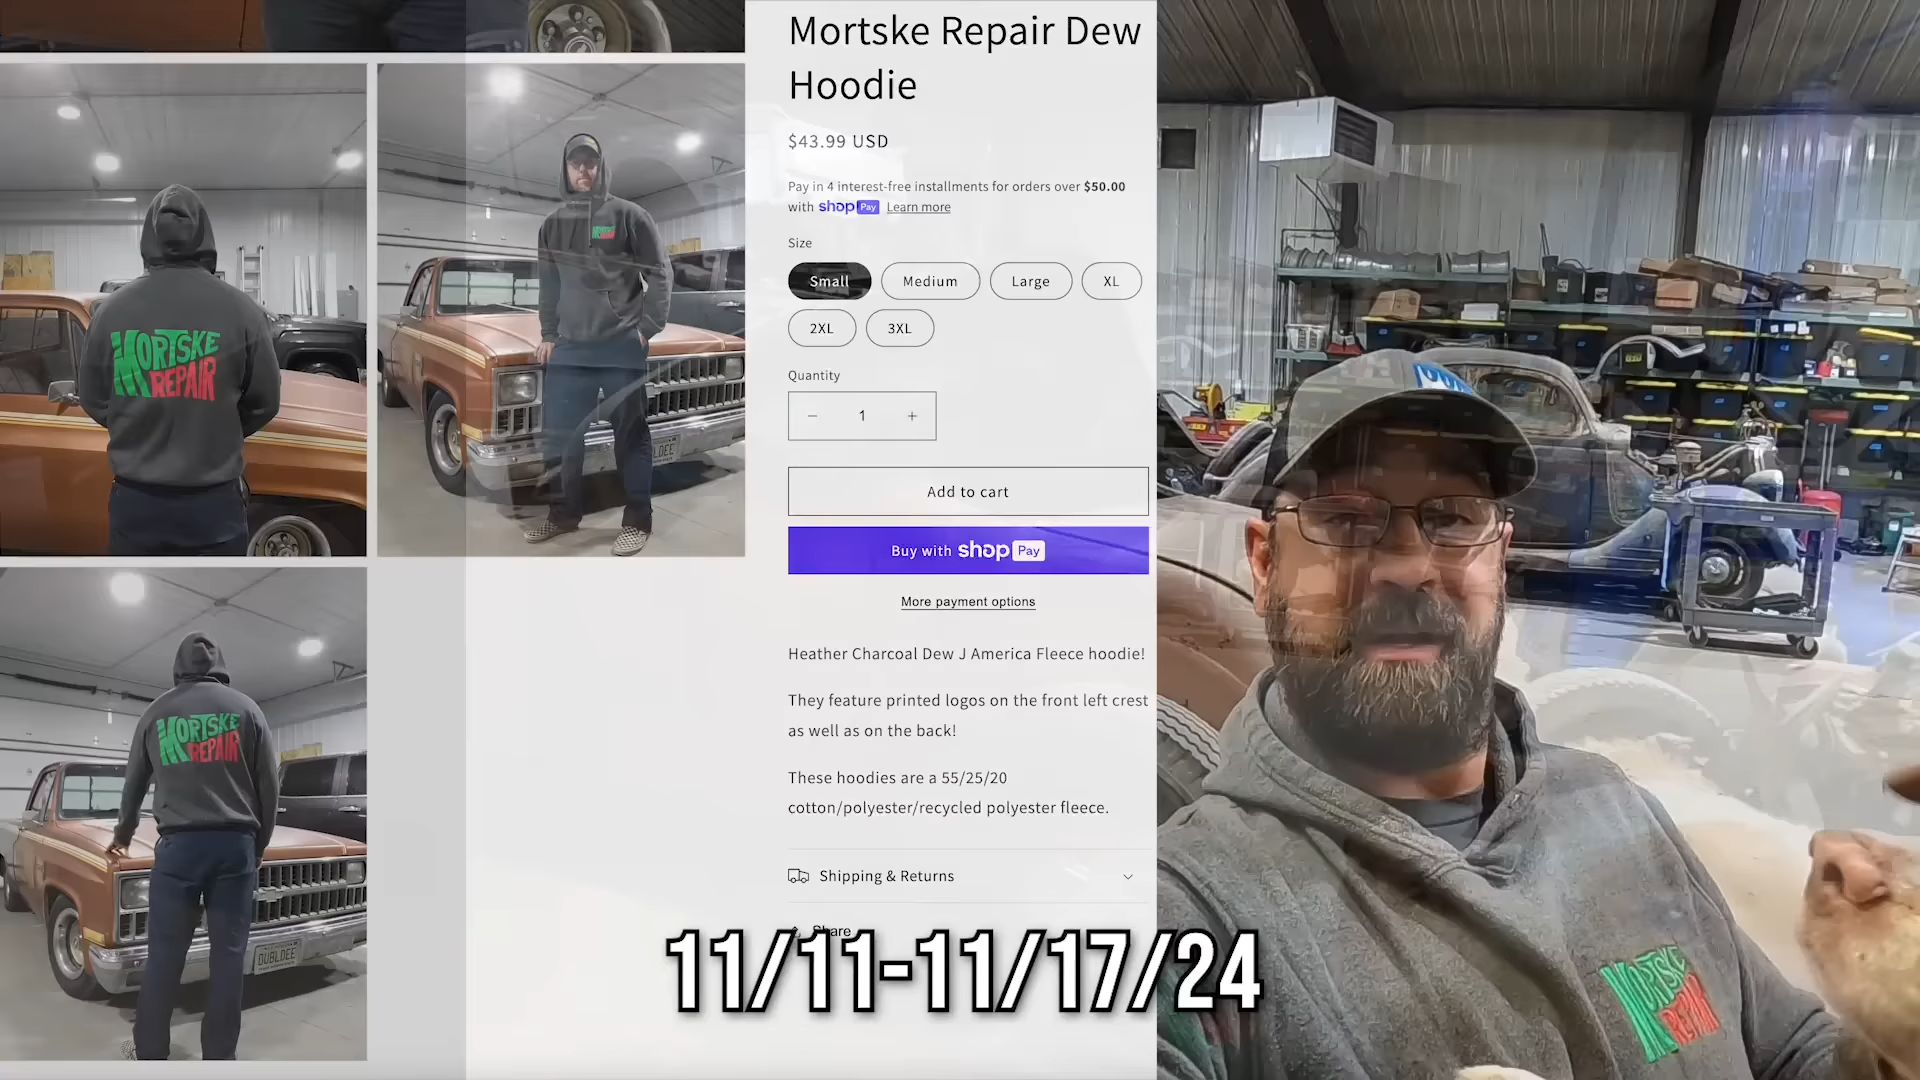 Mortske Repair Dew
Hoodie
$43.99 USD
Pay in 4 interest-free installments for orders over $50.00
with shop Pay Learn more
Size
Small
Medium
Large
XL
2XL
3XL
Quantity
1
Add to cart
Buy with shop Pay
More payment options
Heather Charcoal Dew J America Fleece hoodie!
They feature printed logos on the front left crest
as well as on the back!
These hoodies are a 55/25/20
cotton/polyester/recycled polyester fleece.
Shipping & Returns
Share
11/11-11/17/24
MORTSKE
REPAIR
MORTSKE
REPAIR
DUBLDEE
MORTSKE
REPAIR